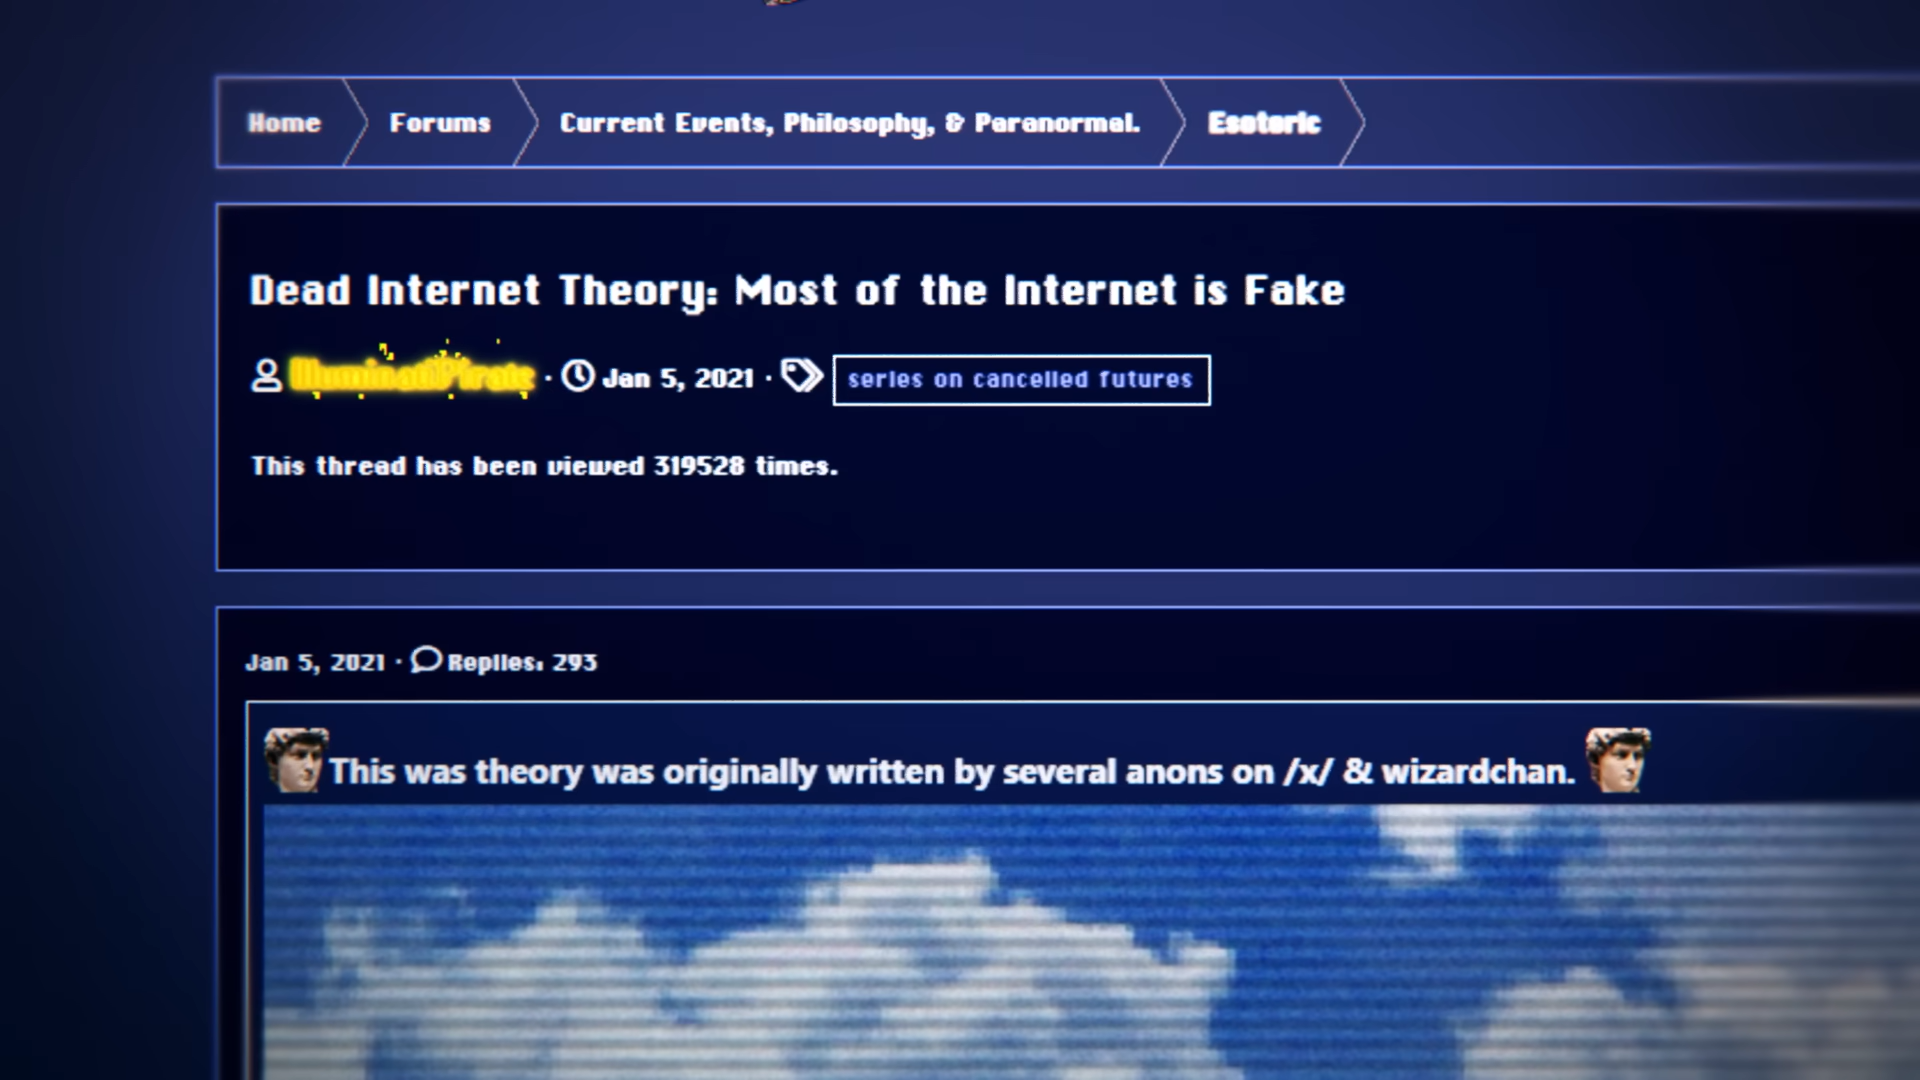 Home
Forums
Current Events, Philosophy, & Paranormal.
Esoteric
Dead Internet Theory: Most of the Internet is Fake
IlluminatiPirate · Jan 5, 2021 · series on cancelled futures
This thread has been viewed 319528 times.
Jan 5, 2021 · Replies: 293
This was theory was originally written by several anons on /x/ & wizardchan.